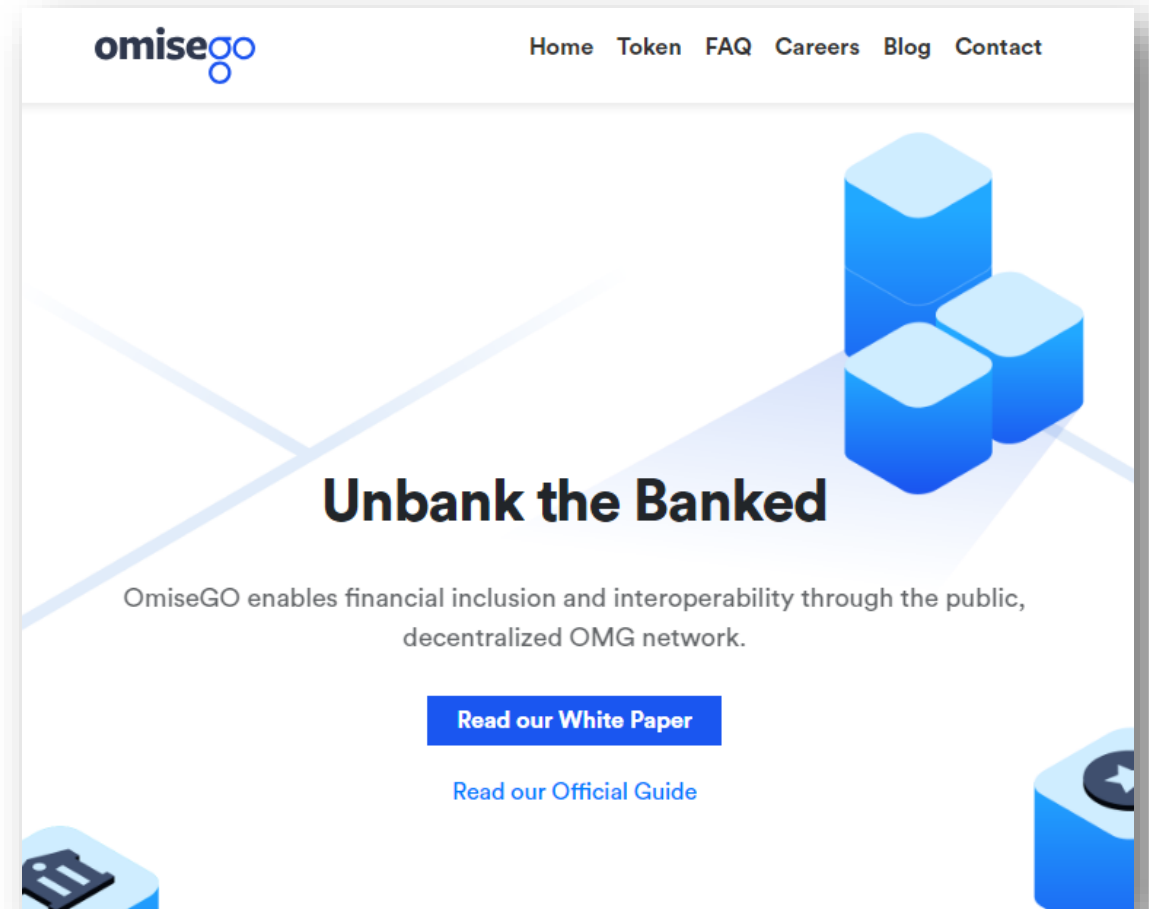 omisego
Home Token FAQ Careers Blog Contact
Unbank the Banked
OmiseGO enables financial inclusion and interoperability through the public,
decentralized OMG network.
Read our White Paper
Read our Official Guide